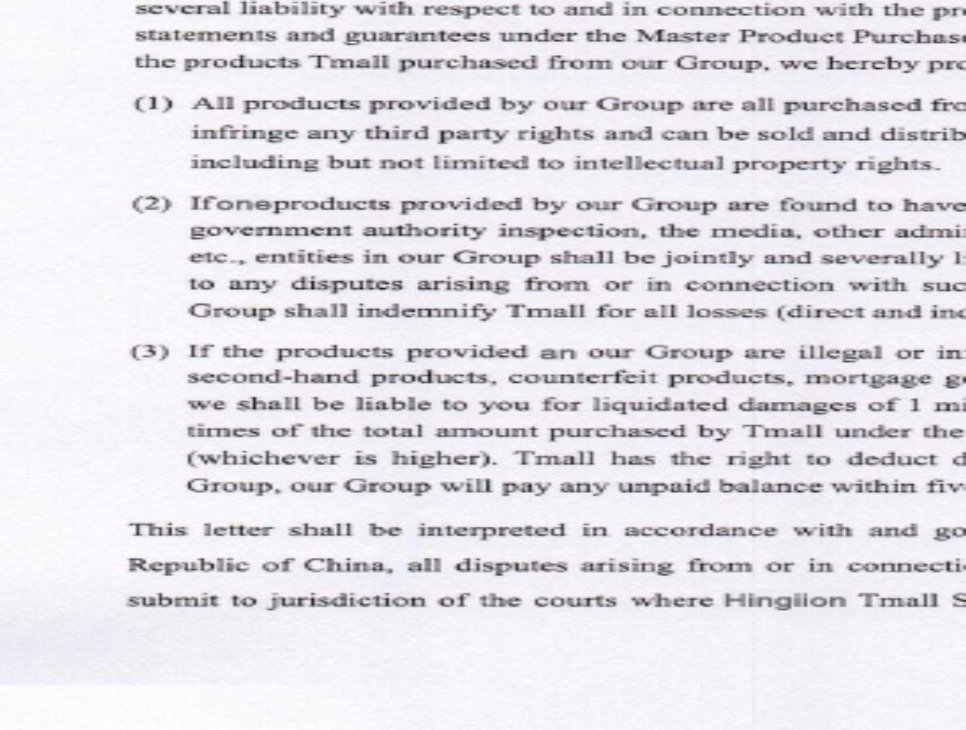 several liability with respect to and in connection with the pr
statements and guarantees under the Master Product Purchase
the products Tmall purchased from our Group, we hereby pro
(1) All products provided by our Group are all purchased fro
infringe any third party rights and can be sold and distrib
including but not limited to intellectual property rights.
(2) Ifoneproducts provided by our Group are found to have
government authority inspection, the media, other admi
etc., entities in our Group shall be jointly and severally l
to any disputes arising from or in connection with suc
Group shall indemnify Tmall for all losses (direct and ind
(3) If the products provided an our Group are illegal or in
second-hand products, counterfeit products, mortgage g
we shall be liable to you for liquidated damages of 1 mi
times of the total amount purchased by Tmall under the
(whichever is higher). Tmall has the right to deduct d
Group, our Group will pay any unpaid balance within fiv
This letter shall be interpreted in accordance with and go
Republic of China, all disputes arising from or in connecti
submit to jurisdiction of the courts where Hingiion Tmall S